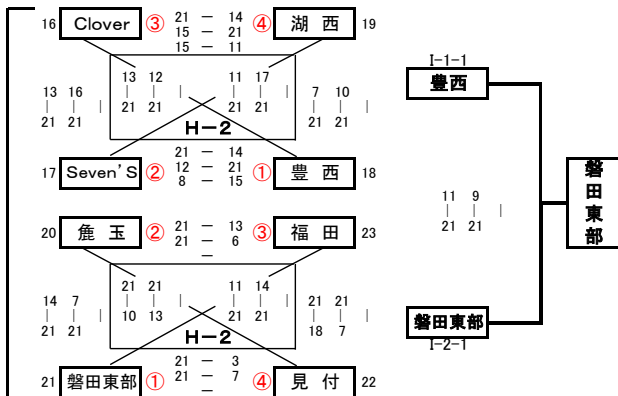 16 Clover ③ 21 — 14 ④ 湖 西 19
15 — 21
15 — 11
I-1-1
豊西
13 16 | 13 12 | 11 17 | 7 10 |
| | | | | | | |
21 21 21 21 21 21 21 21
H-2
17 Seven'S ② 21 — 14 ① 豊 西 18
12 — 21
8 — 15
磐田東部
11 9 |
| |
21 21
20 麁 玉 ② 21 — 13 ③ 福 田 23
21 — 6
—
14 7 | 21 21 | 11 14 | 21 21 |
| | | | | | | |
21 21 10 13 21 21 18 7
H-2
磐田東部
I-2-1
21 磐田東部 ① 21 — 3 ④ 見 付 22
21 — 7
—